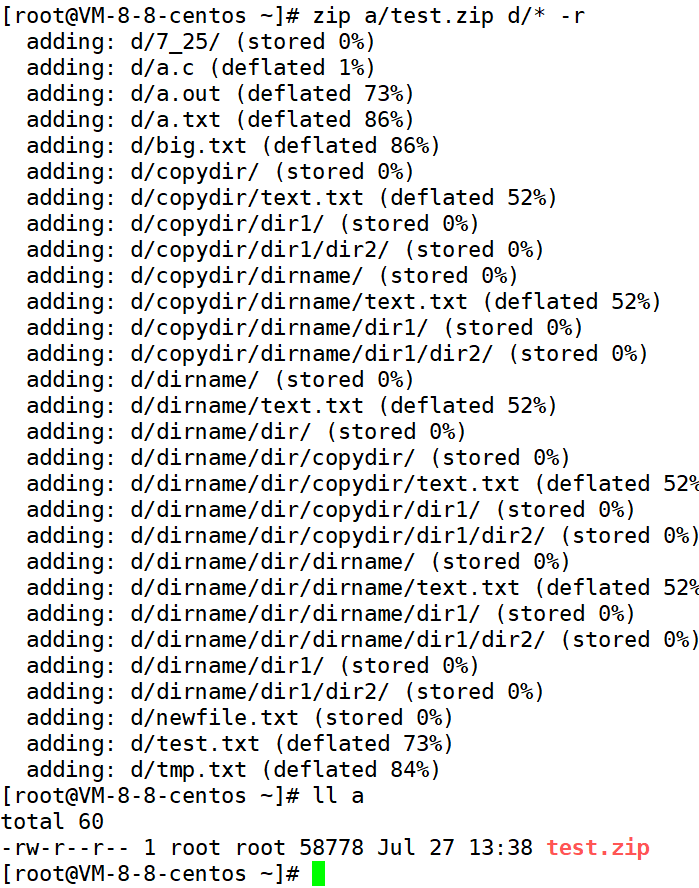 [root@VM-8-8-centos ~]# zip a/test.zip d/* -r
  adding: d/7_25/ (stored 0%)
  adding: d/a.c (deflated 1%)
  adding: d/a.out (deflated 73%)
  adding: d/a.txt (deflated 86%)
  adding: d/big.txt (deflated 86%)
  adding: d/copydir/ (stored 0%)
  adding: d/copydir/text.txt (deflated 52%)
  adding: d/copydir/dir1/ (stored 0%)
  adding: d/copydir/dir1/dir2/ (stored 0%)
  adding: d/copydir/dirname/ (stored 0%)
  adding: d/copydir/dirname/text.txt (deflated 52%)
  adding: d/copydir/dirname/dir1/ (stored 0%)
  adding: d/copydir/dirname/dir1/dir2/ (stored 0%)
  adding: d/dirname/ (stored 0%)
  adding: d/dirname/text.txt (deflated 52%)
  adding: d/dirname/dir/ (stored 0%)
  adding: d/dirname/dir/copydir/ (stored 0%)
  adding: d/dirname/dir/copydir/text.txt (deflated 52%
  adding: d/dirname/dir/copydir/dir1/ (stored 0%)
  adding: d/dirname/dir/copydir/dir1/dir2/ (stored 0%)
  adding: d/dirname/dir/dirname/ (stored 0%)
  adding: d/dirname/dir/dirname/text.txt (deflated 52%
  adding: d/dirname/dir/dirname/dir1/ (stored 0%)
  adding: d/dirname/dir/dirname/dir1/dir2/ (stored 0%)
  adding: d/dirname/dir1/ (stored 0%)
  adding: d/dirname/dir1/dir2/ (stored 0%)
  adding: d/newfile.txt (stored 0%)
  adding: d/test.txt (deflated 73%)
  adding: d/tmp.txt (deflated 84%)
[root@VM-8-8-centos ~]# ll a
total 60
-rw-r--r-- 1 root root 58778 Jul 27 13:38 test.zip
[root@VM-8-8-centos ~]#